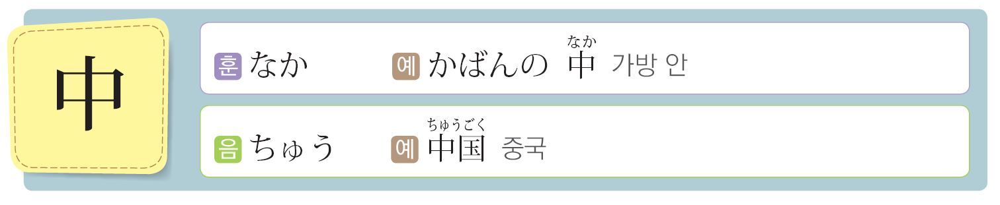 中
なか
훈 なか 예 かばんの 中 가방 안
ちゅうごく
음 ちゅう 예 中国 중국